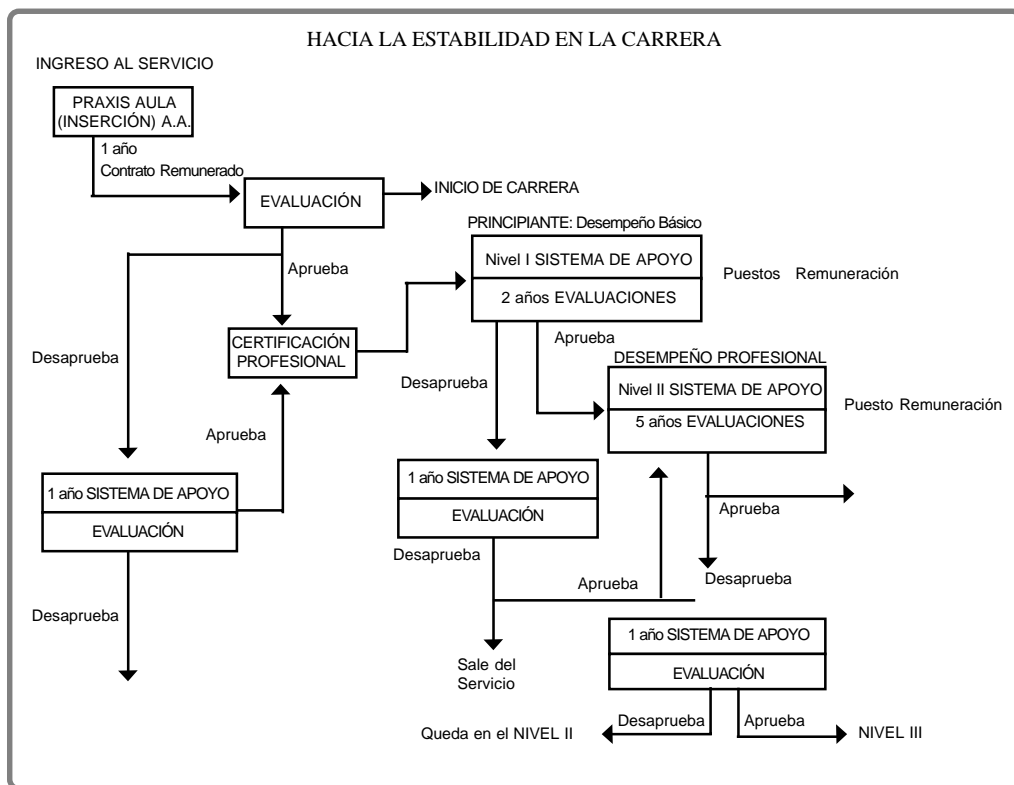 HACIA LA ESTABILIDAD EN LA CARRERA
INGRESO AL SERVICIO
PRAXIS AULA
(INSERCIÓN) A.A.
1 año
Contrato Remunerado
EVALUACIÓN
INICIO DE CARRERA
PRINCIPIANTE: Desempeño Básico
Nivel I SISTEMA DE APOYO
2 años EVALUACIONES
Puestos Remuneración
Aprueba
Desaprueba
CERTIFICACIÓN
PROFESIONAL
Aprueba
Desaprueba
DESEMPEÑO PROFESIONAL
Nivel II SISTEMA DE APOYO
5 años EVALUACIONES
Puesto Remuneración
Aprueba
1 año SISTEMA DE APOYO
EVALUACIÓN
1 año SISTEMA DE APOYO
EVALUACIÓN
Aprueba
Desaprueba
Aprueba
Desaprueba
Desaprueba
Sale del
Servicio
1 año SISTEMA DE APOYO
EVALUACIÓN
Queda en el NIVEL II
Desaprueba
Aprueba
NIVEL III